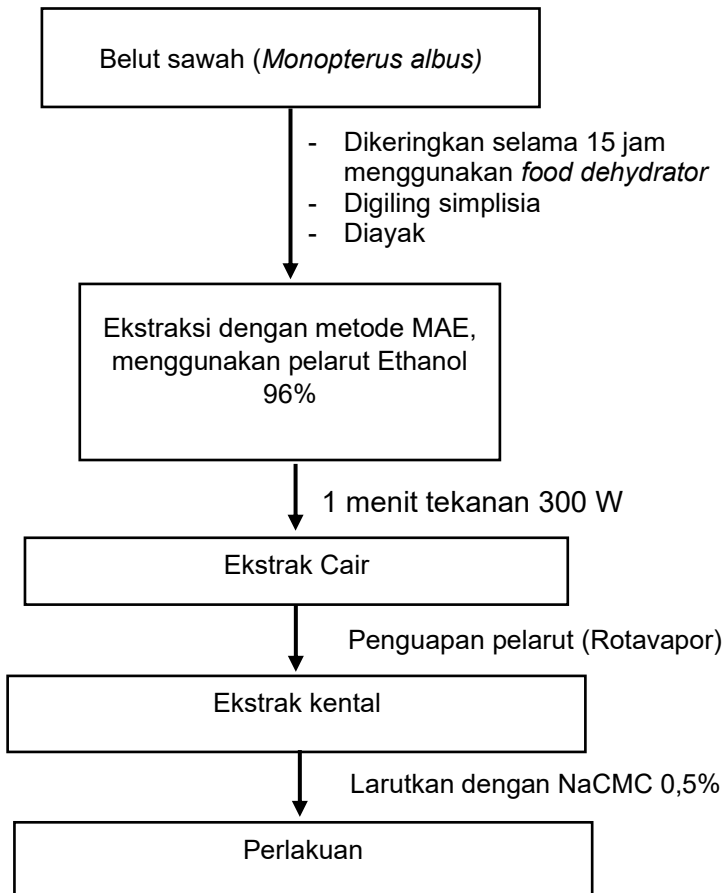 Belut sawah (Monopterus albus)
- Dikeringkan selama 15 jam
menggunakan food dehydrator
- Digiling simplisia
- Diayak
Ekstraksi dengan metode MAE,
menggunakan pelarut Ethanol
96%
1 menit tekanan 300 W
Ekstrak Cair
Penguapan pelarut (Rotavapor)
Ekstrak kental
Larutkan dengan NaCMC 0,5%
Perlakuan